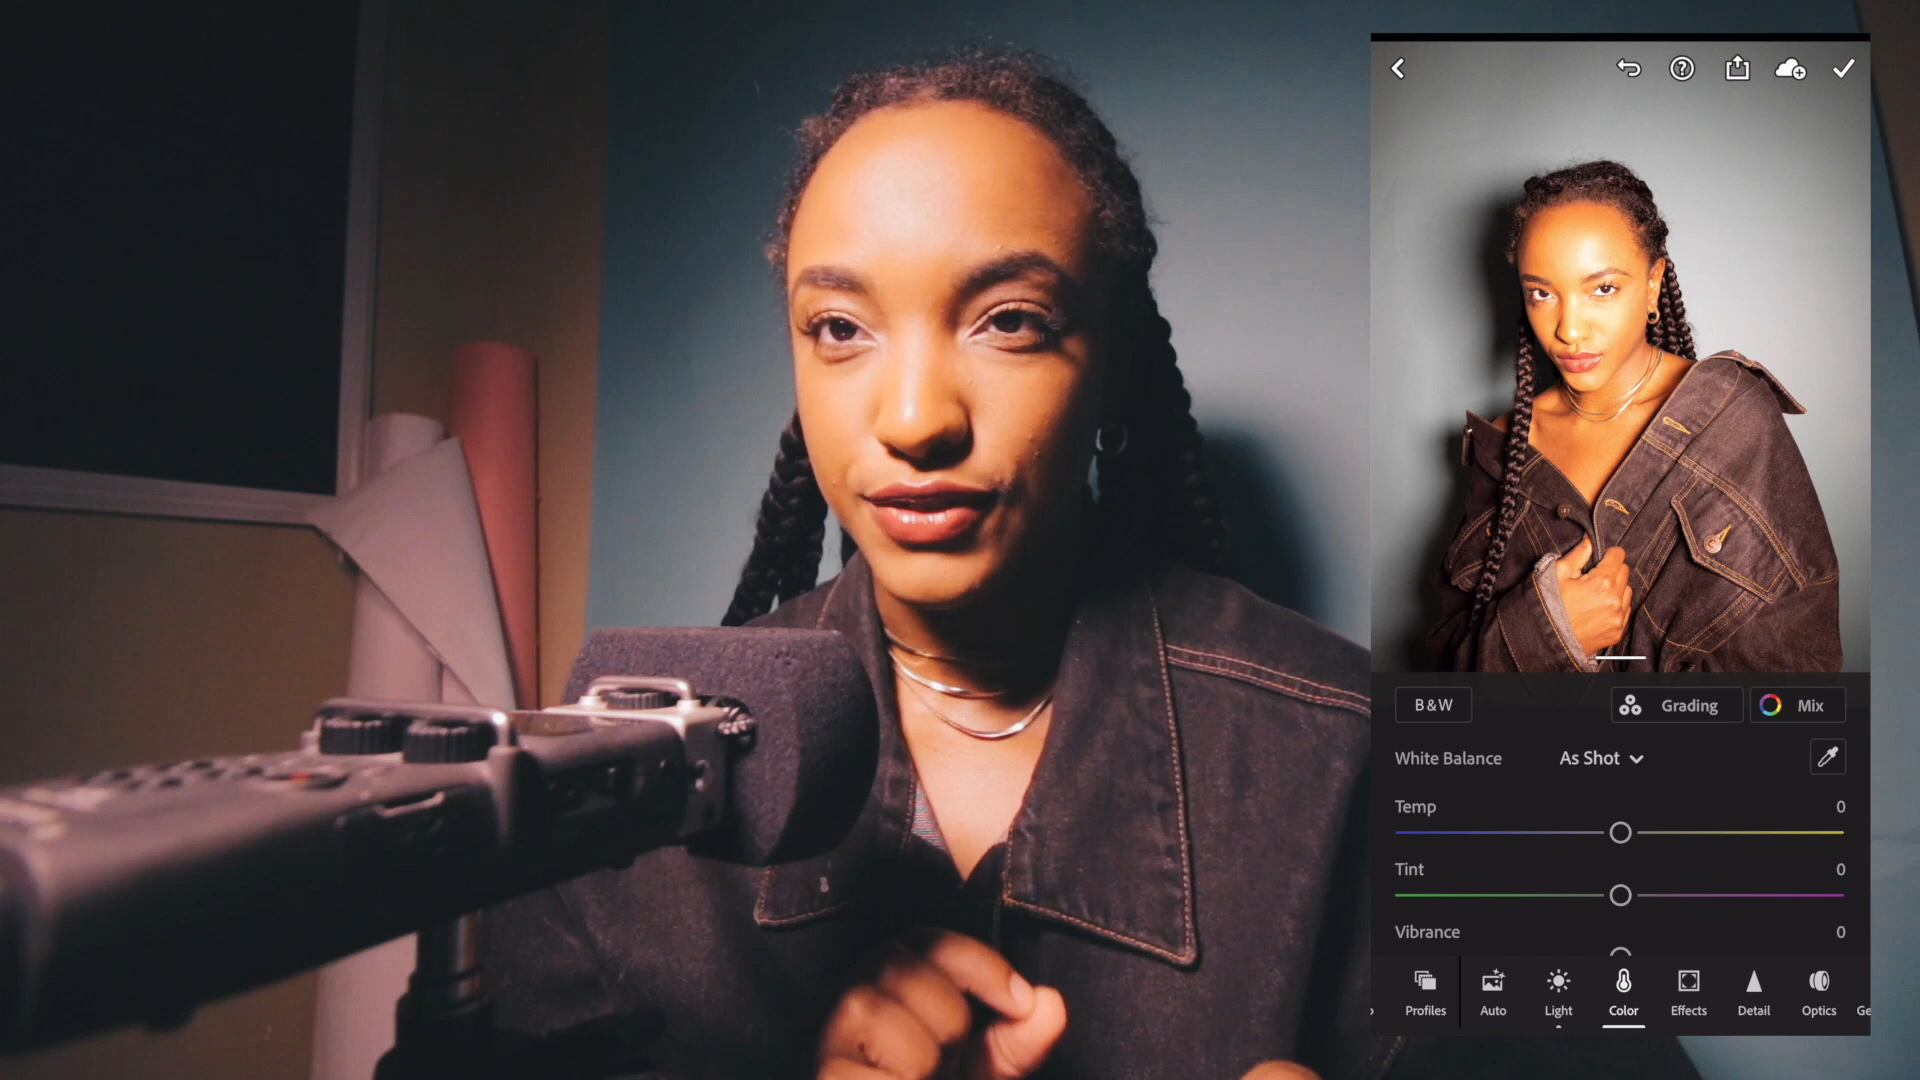 B&W
Grading
Mix
White Balance
As Shot
Temp
0
Tint
0
Vibrance
0
Profiles
Auto
Light
Color
Effects
Detail
Optics
Ge